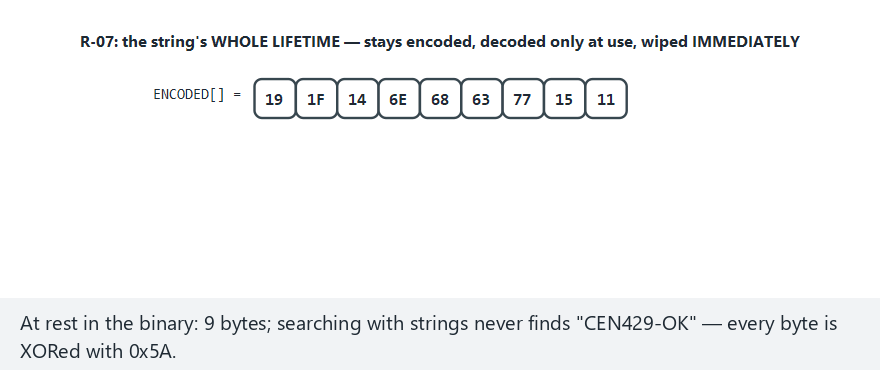 R-07: the string's WHOLE LIFETIME — stays encoded, decoded only at use, wiped IMMEDIATELY
ENCODED[] = 19 1F 14 6E 68 63 77 15 11
At rest in the binary: 9 bytes; searching with strings never finds "CEN429-OK" — every byte is
XORed with 0x5A.